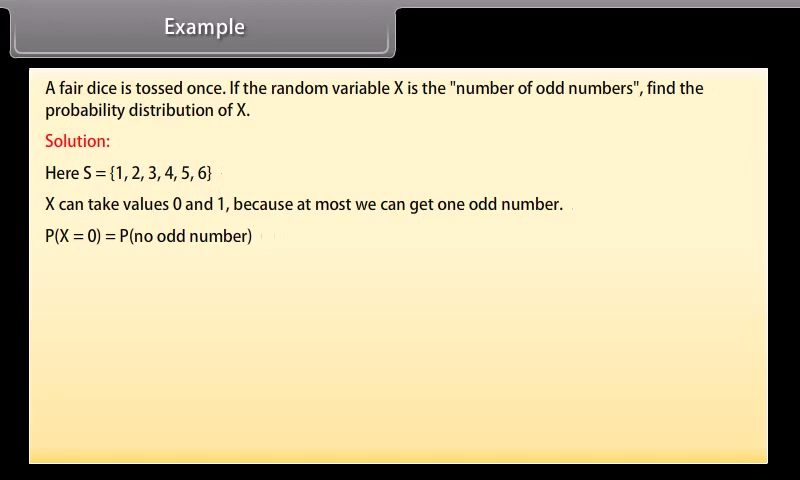 Example
A fair dice is tossed once. If the random variable X is the "number of odd numbers", find the
probability distribution of X.
Solution:
Here S = {1, 2, 3, 4, 5, 6}
X can take values 0 and 1, because at most we can get one odd number.
P(X = 0) = P(no odd number)